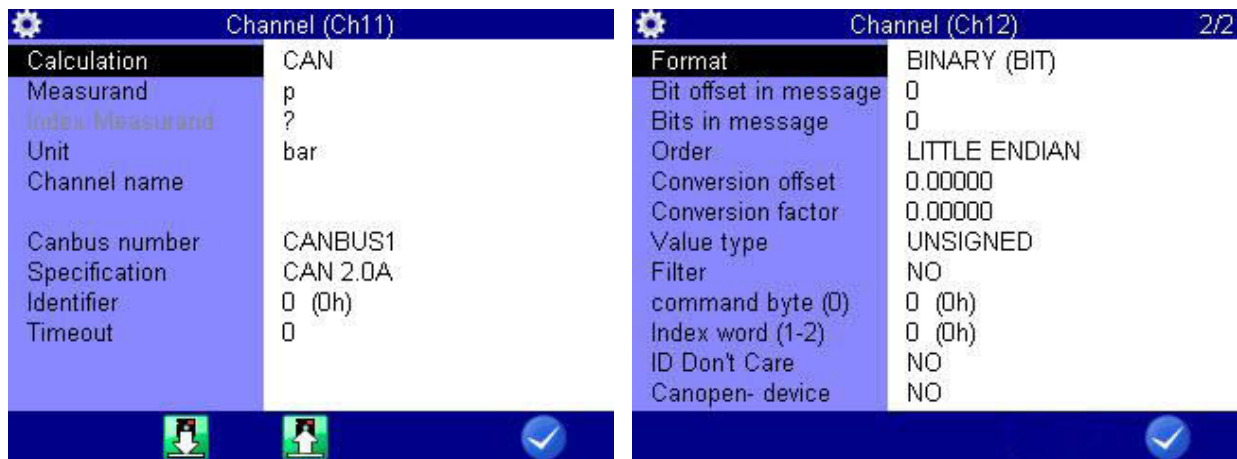 Channel (Ch11)
Calculation CAN
Measurand p
Index Measurand ?
Unit bar
Channel name
Canbus number CANBUS1
Specification CAN 2.0A
Identifier 0 (0h)
Timeout 0
Channel (Ch12) 2/2
Format BINARY (BIT)
Bit offset in message 0
Bits in message 0
Order LITTLE ENDIAN
Conversion offset 0.00000
Conversion factor 0.00000
Value type UNSIGNED
Filter NO
command byte (0) 0 (0h)
Index word (1-2) 0 (0h)
ID Don't Care NO
Canopen- device NO